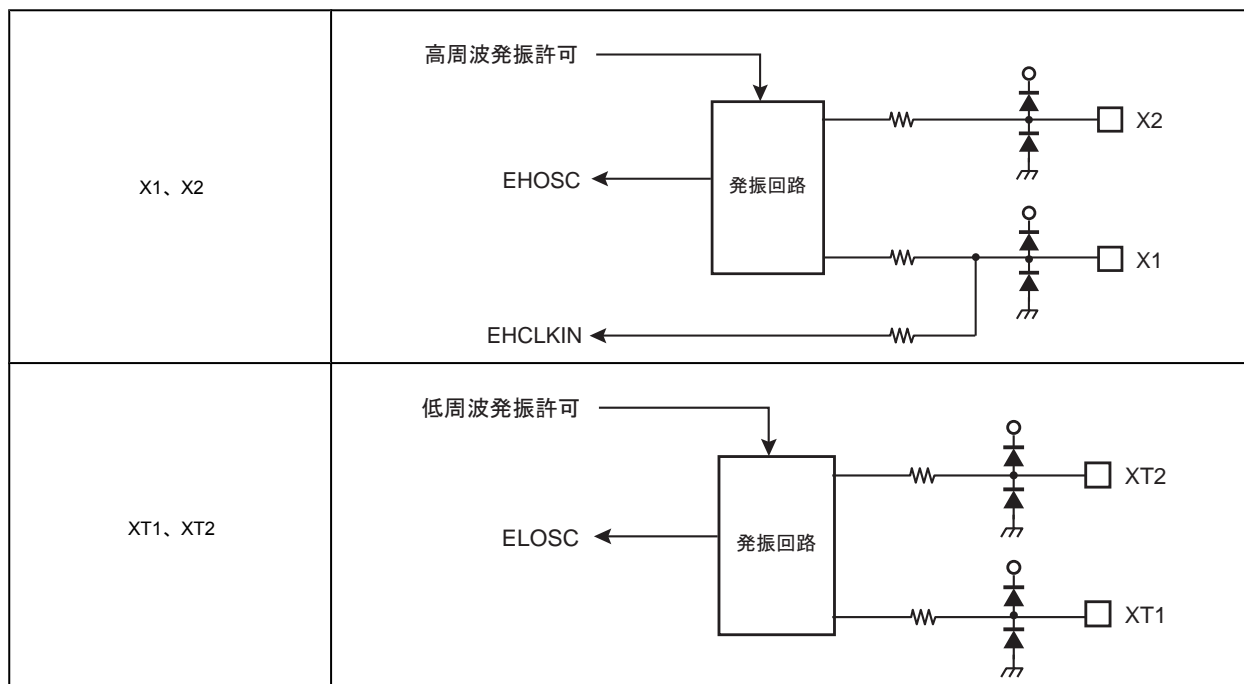 X1、X2
高周波発振許可
X2
EHOSC
発振回路
X1
EHCLKIN
XT1、XT2
低周波発振許可
XT2
ELOSC
発振回路
XT1